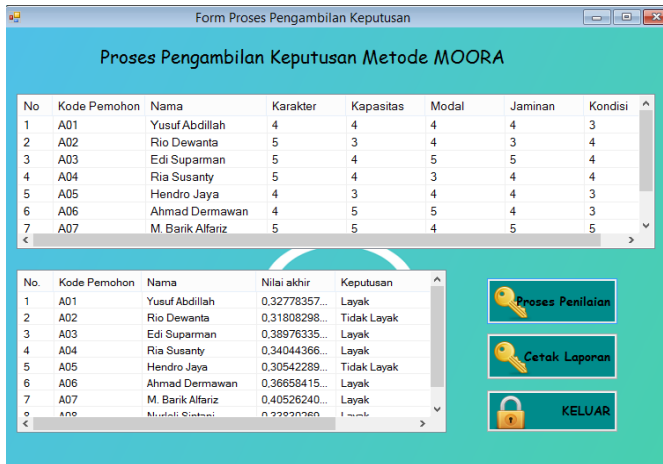 Form Proses Pengambilan Keputusan
Proses Pengambilan Keputusan Metode MOORA
No Kode Pemohon Nama Karakter Kapasitas Modal Jaminan Kondisi
1 A01 Yusuf Abdillah 4 4 4 4 3
2 A02 Rio Dewanta 5 3 4 3 4
3 A03 Edi Suparman 5 4 5 5 4
4 A04 Ria Susanty 5 4 3 4 4
5 A05 Hendro Jaya 4 3 4 4 3
6 A06 Ahmad Dermawan 4 5 5 4 3
7 A07 M. Barik Alfariz 5 5 4 5 5
No. Kode Pemohon Nama Nilai akhir Keputusan
1 A01 Yusuf Abdillah 0,32778357... Layak
2 A02 Rio Dewanta 0,31808298... Tidak Layak
3 A03 Edi Suparman 0,38976335... Layak
4 A04 Ria Susanty 0,34044366... Layak
5 A05 Hendro Jaya 0,30542289... Tidak Layak
6 A06 Ahmad Dermawan 0,36658415... Layak
7 A07 M. Barik Alfariz 0,40526240... Layak
8 A08
Proses Penilaian
Cetak Laporan
KELUAR